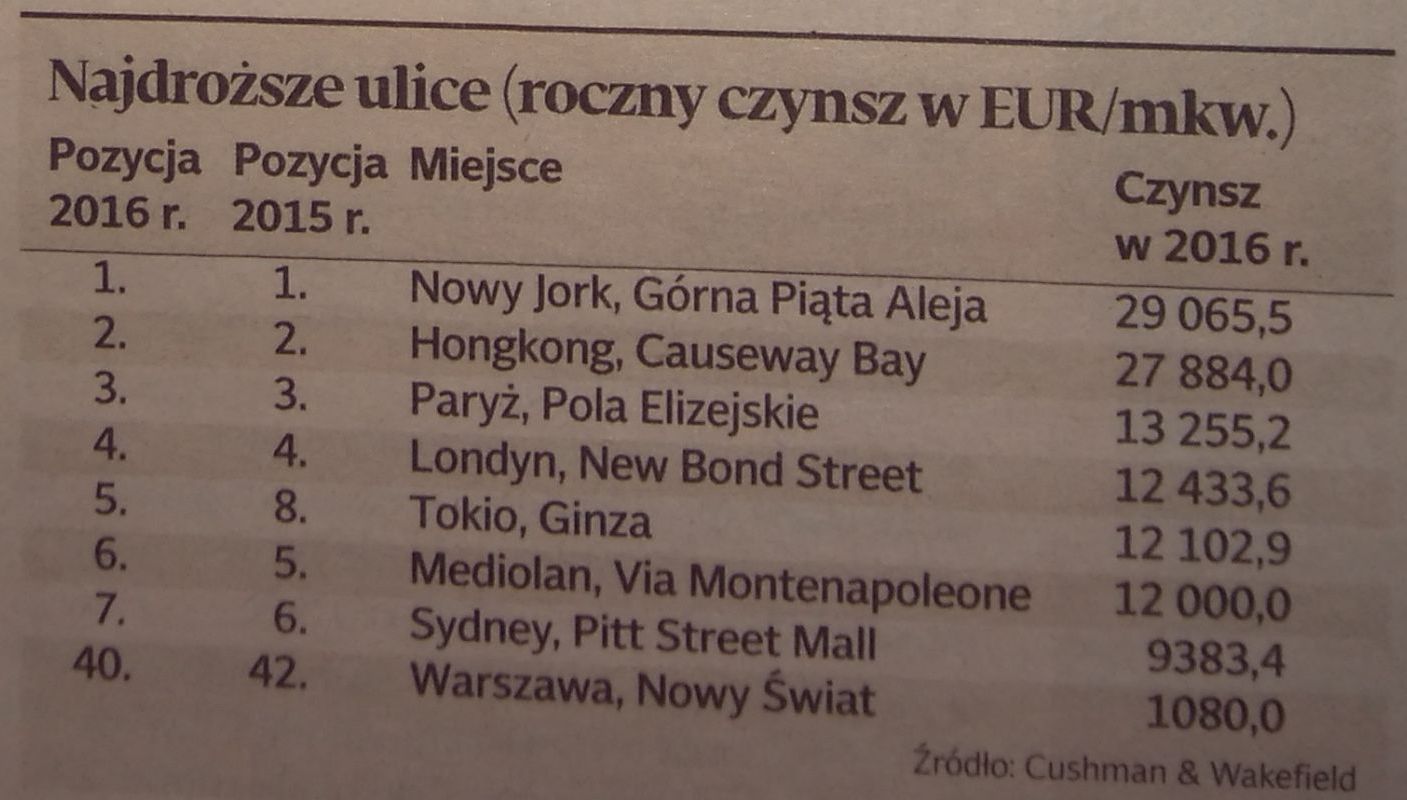 Najdroższe ulice (roczny czynsz w EUR/mkw.)
Pozycja Pozycja Miejsce Czynsz
2016 r. 2015 r. w 2016 r.
1. 1. Nowy Jork, Górna Piąta Aleja 29 065,5
2. 2. Hongkong, Causeway Bay 27 884,0
3. 3. Paryż, Pola Elizejskie 13 255,2
4. 4. Londyn, New Bond Street 12 433,6
5. 8. Tokio, Ginza 12 102,9
6. 5. Mediolan, Via Montenapoleone 12 000,0
7. 6. Sydney, Pitt Street Mall 9383,4
40. 42. Warszawa, Nowy Świat 1080,0
Źródło: Cushman & Wakefield